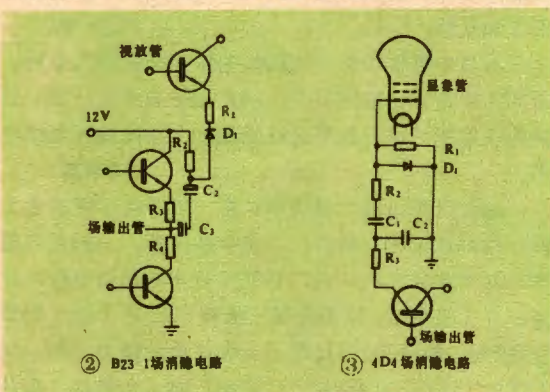 视放管
R₁
D₁
12V
R₂
C₂
R₃
场输出管
C₃
R₄
② B23-1场消隐电路
显象管
R₁
D₁
R₂
C₁
C₂
R₃
场输出管
③ 4D4场消隐电路